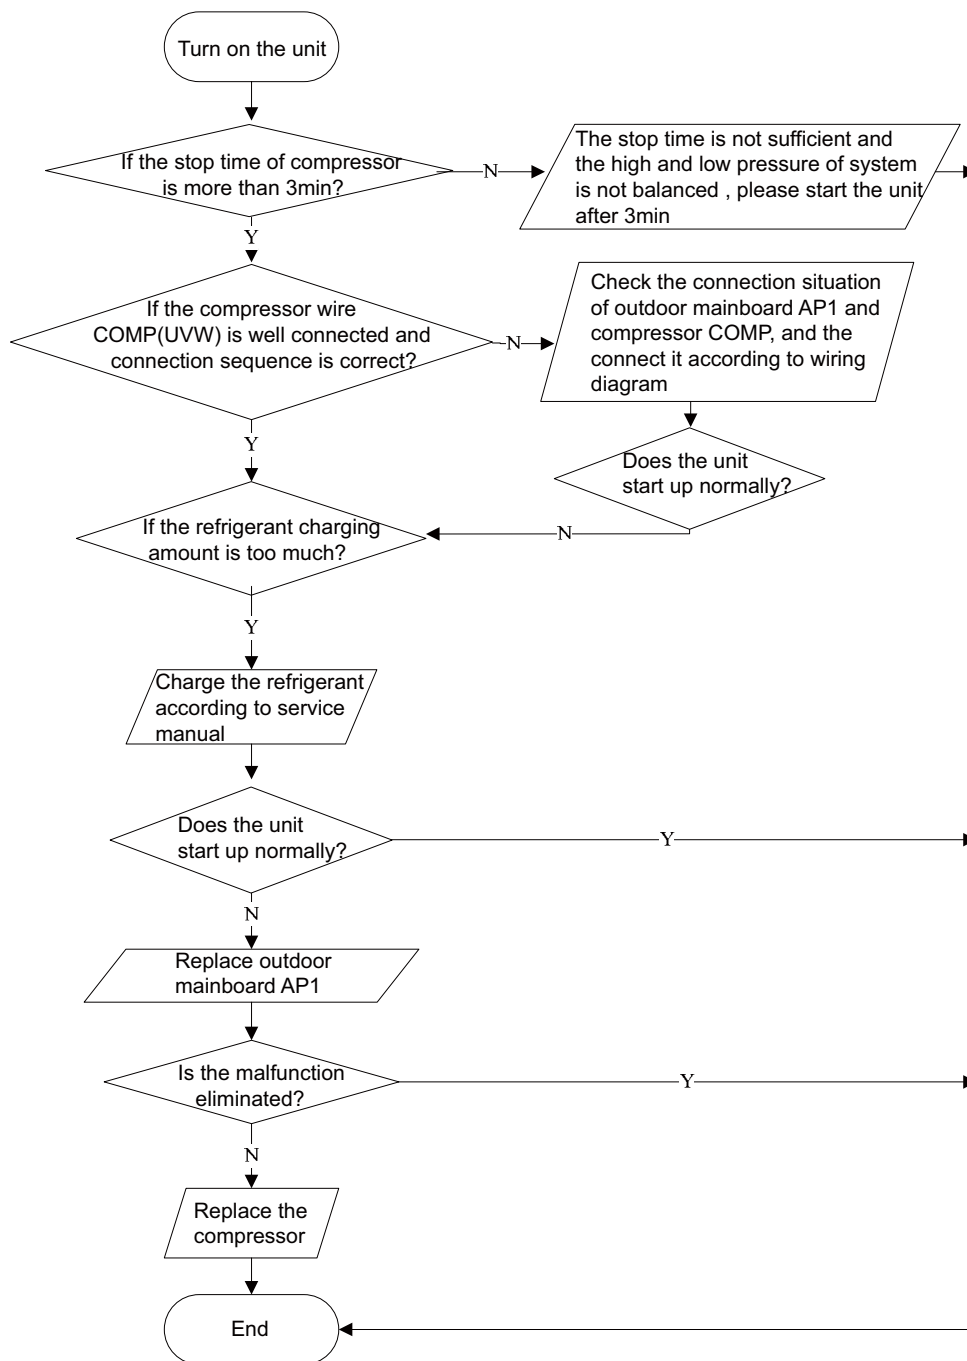 Turn on the unit
If the stop time of compressor
is more than 3min?
N
The stop time is not sufficient and
the high and low pressure of system
is not balanced , please start the unit
after 3min
Y
If the compressor wire
COMP(UVW) is well connected and
connection sequence is correct?
N
Check the connection situation
of outdoor mainboard AP1 and
compressor COMP, and the
connect it according to wiring
diagram
Y
Does the unit
start up normally?
If the refrigerant charging
amount is too much?
N
Y
Charge the refrigerant
according to service
manual
Does the unit
start up normally?
Y
N
Replace outdoor
mainboard AP1
Is the malfunction
eliminated?
Y
N
Replace the
compressor
End